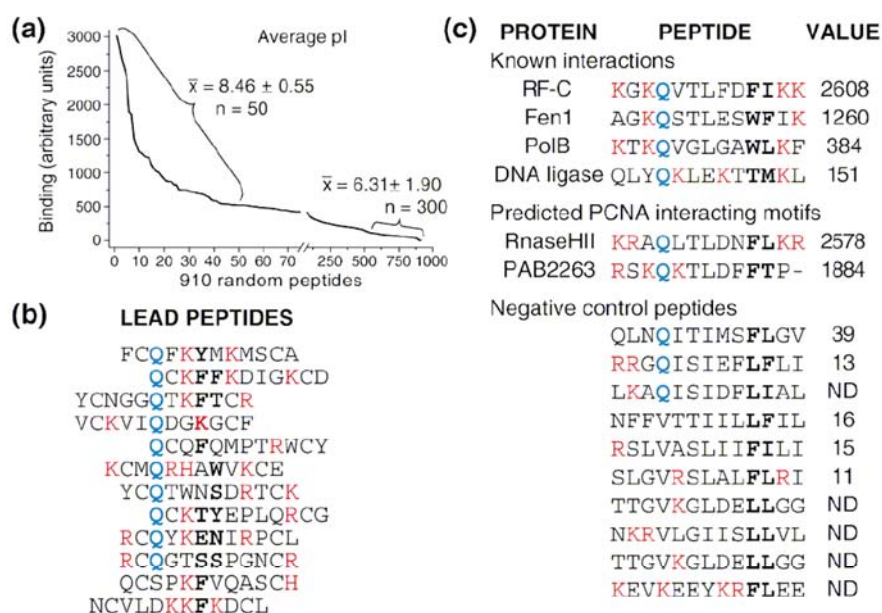 (a)
Average pI
Binding (arbitrary units)
3000
2500
2000
1500
1000
500
0
x̄ = 8.46 ± 0.55
n = 50
x̄ = 6.31± 1.90
n = 300
0 10 20 30 40 50 60 70 250 500 750 1000
910 random peptides
(b)
LEAD PEPTIDES
FCQFKYMKMSCA
QCKFFKDIGKCD
YCNGGQTKFTCR
VCKVIQDGKGCF
QCQFQMPTRWCY
KCMQRHAWVKCE
YCQTWNSDRTCK
QCKTYEPLQRCG
RCQYKENIRPCL
RCQGTSSPGNCR
QCSPKFVQASCH
NCVLDKKFKDCL
(c) PROTEIN PEPTIDE VALUE
Known interactions
RF-C KGKQVTLFDFIKK 2608
Fen1 AGKQSTLESWFIK 1260
PolB KTKQVGLGAWLKF 384
DNA ligase QLYQKLEKTTMKL 151
Predicted PCNA interacting motifs
RnaseHII KRAQLTLDNFLKR 2578
PAB2263 RSKQKTLDFFTP- 1884
Negative control peptides
QLNQITIMSFLGV 39
RRGQISIEFLFLI 13
LKAQISIDFLIAL ND
NFFVTTIILLFIL 16
RSLVASLIIFILI 15
SLGVRSLALFLRI 11
TTGVKGLDELLGG ND
NKRVLGIISLLVL ND
TTGVKGLDELLGG ND
KEVKEEYKRFLEE ND